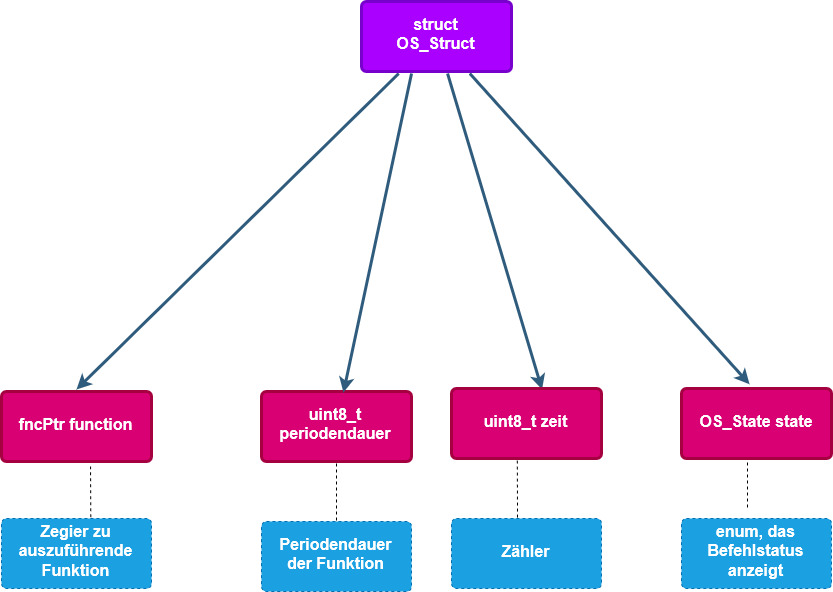 struct
OS_Struct
fncPtr function
uint8_t
periodendauer
uint8_t zeit
OS_State state
Zegier zu
auszuführende
Funktion
Periodendauer
der Funktion
Zähler
enum, das
Befehlstatus
anzeigt